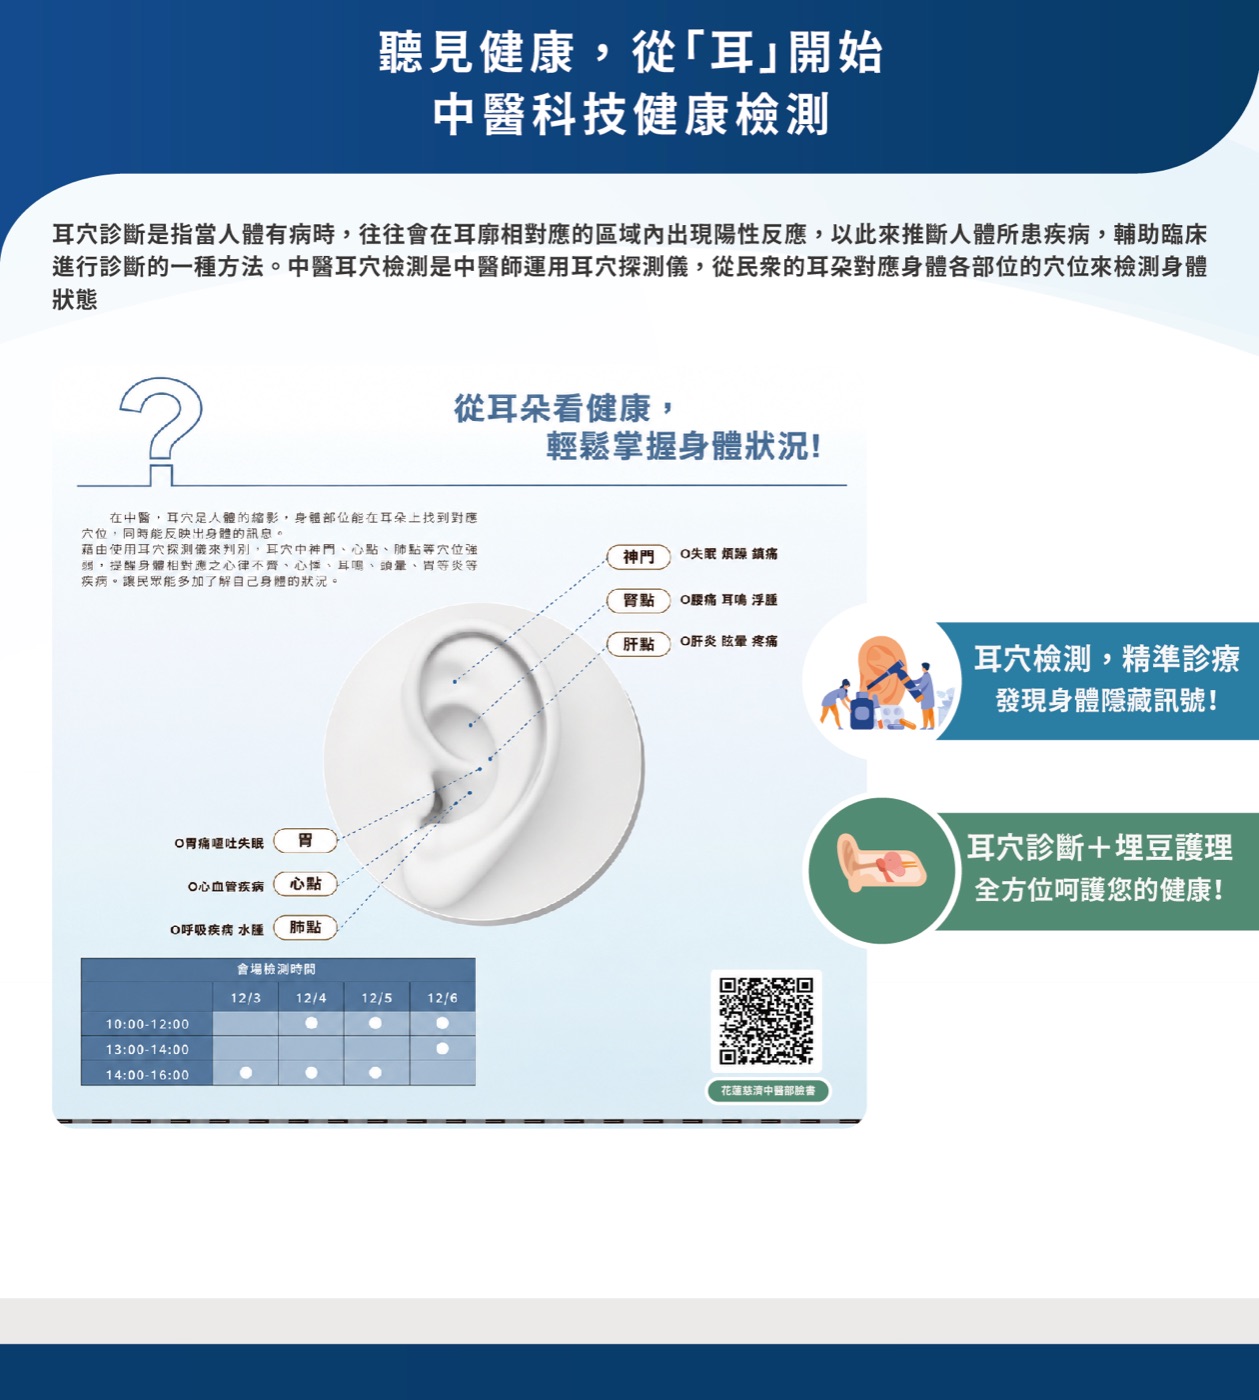 聽見健康，從「耳」開始
中醫科技健康檢測
耳穴診斷是指當人體有病時，往往會在耳廓相對應的區域內出現陽性反應，以此來推斷人體所患疾病，輔助臨床
進行診斷的一種方法。中醫耳穴檢測是中醫師運用耳穴探測儀，從民眾的耳朵對應身體各部位的穴位來檢測身體
狀態
從耳朵看健康，
輕鬆掌握身體狀況!
在中醫，耳穴是人體的縮影，身體部位能在耳朵上找到對應
穴位，同時能反映出身體的訊息。
藉由使用耳穴探測儀來判別，耳穴中神門、心點、肺點等穴位強
弱，提醒身體相對應之心律不齊、心悸、耳鳴、頭暈、胃等炎等
疾病。讓民眾能多加了解自己身體的狀況。
神門 O失眠 煩躁 鎮痛
腎點 O腰痛 耳鳴 浮腫
肝點 O肝炎 眩暈 疼痛
耳穴檢測，精準診療
發現身體隱藏訊號!
耳穴診斷＋埋豆護理
全方位呵護您的健康!
O胃痛嘔吐失眠 胃
O心血管疾病 心點
O呼吸疾病 水腫 肺點
會場檢測時間
12/3 12/4 12/5 12/6
10:00-12:00
13:00-14:00
14:00-16:00
花蓮慈濟中醫部臉書